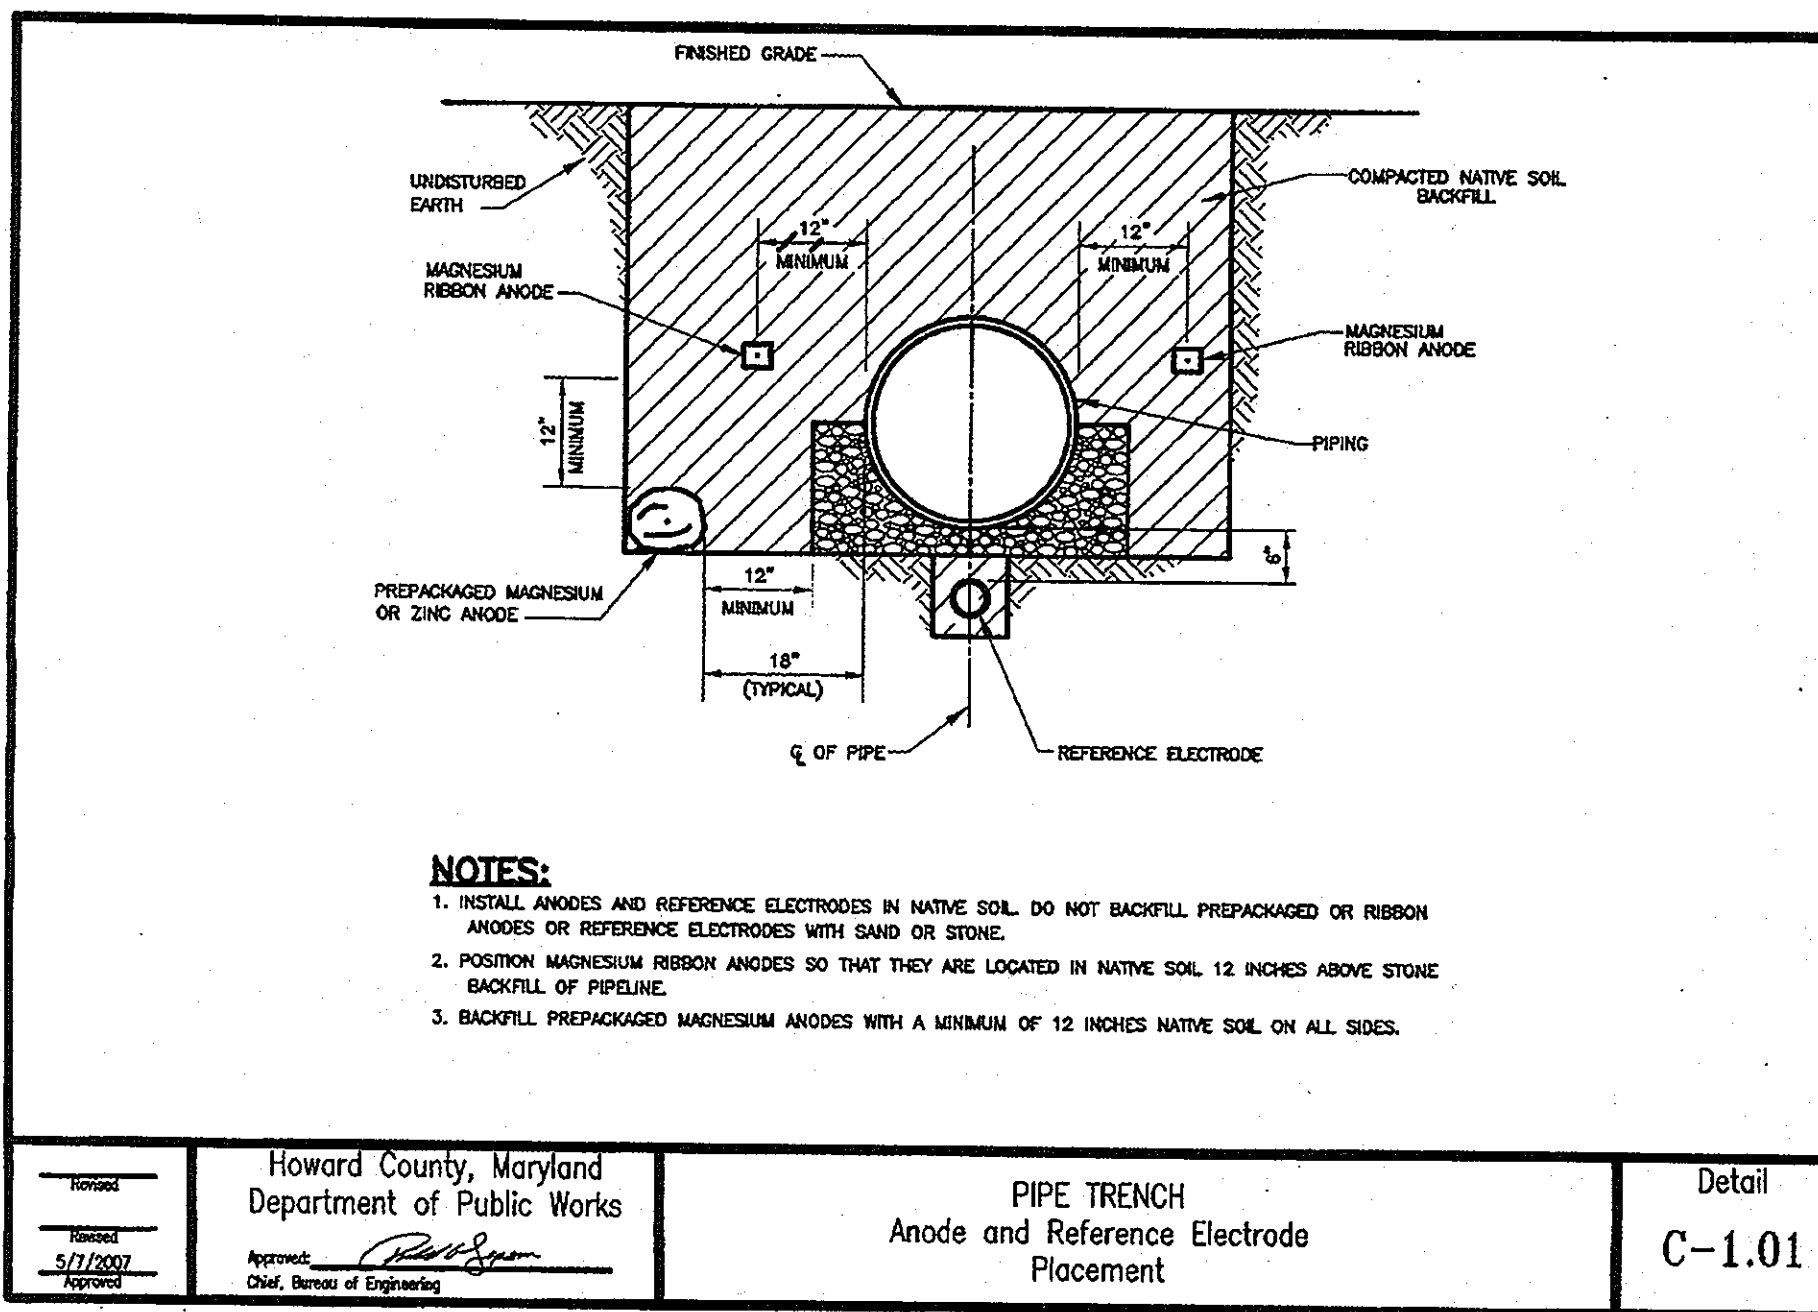 FINISHED GRADE
UNDISTURBED
EARTH
COMPACTED NATIVE SOIL
BACKFILL
12"
MINIMUM
12"
MINIMUM
MAGNESIUM
RIBBON ANODE
MAGNESIUM
RIBBON ANODE
12"
MINIMUM
PIPING
6"
PREPACKAGED MAGNESIUM
OR ZINC ANODE
12"
MINIMUM
18"
(TYPICAL)
℄ OF PIPE
REFERENCE ELECTRODE
NOTES:
1. INSTALL ANODES AND REFERENCE ELECTRODES IN NATIVE SOIL. DO NOT BACKFILL PREPACKAGED OR RIBBON
ANODES OR REFERENCE ELECTRODES WITH SAND OR STONE.
2. POSITION MAGNESIUM RIBBON ANODES SO THAT THEY ARE LOCATED IN NATIVE SOIL 12 INCHES ABOVE STONE
BACKFILL OF PIPELINE.
3. BACKFILL PREPACKAGED MAGNESIUM ANODES WITH A MINIMUM OF 12 INCHES NATIVE SOIL ON ALL SIDES.
Revised
Revised
5/7/2007
Approved
Howard County, Maryland
Department of Public Works
Approved:
Chief, Bureau of Engineering
PIPE TRENCH
Anode and Reference Electrode
Placement
Detail
C-1.01